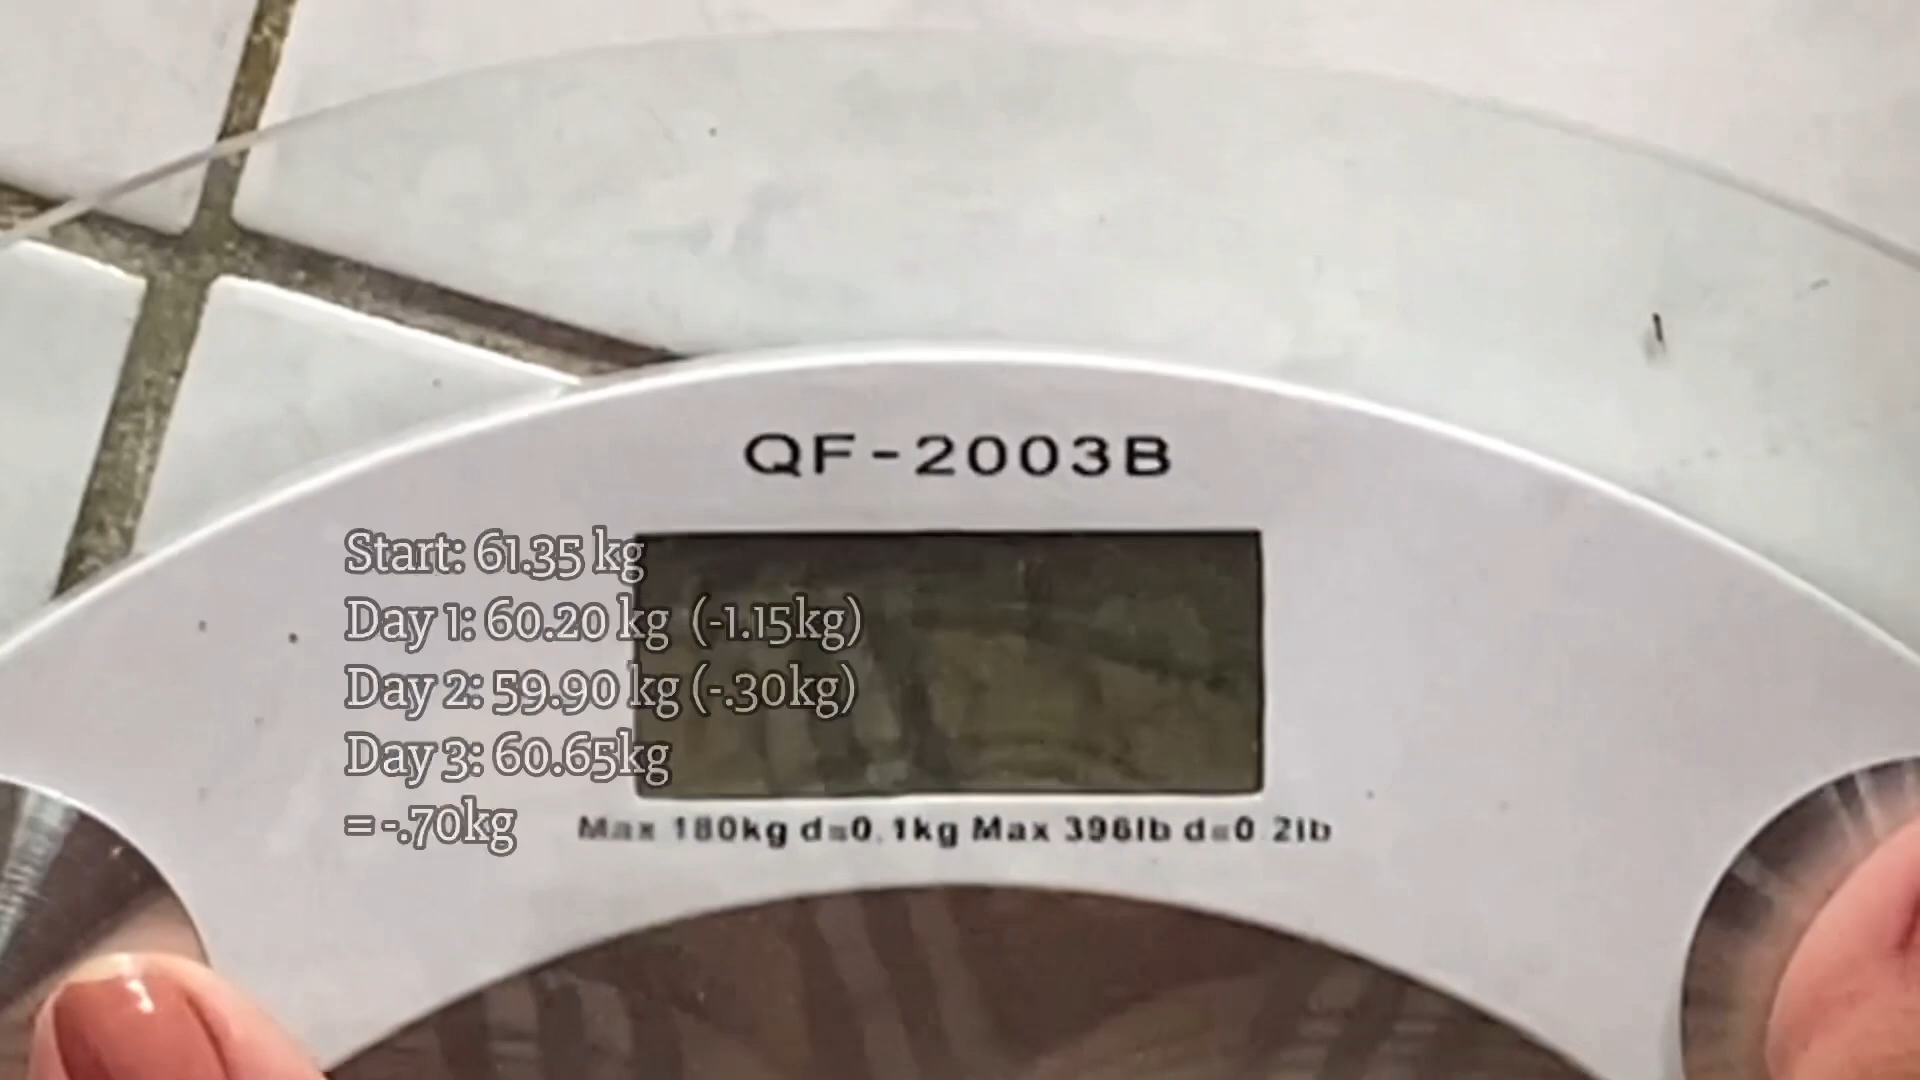 QF-2003B
Start: 61.35 kg
Day 1: 60.20 kg (-1.15kg)
Day 2: 59.90 kg (-.30kg)
Day 3: 60.65kg
= -.70kg
Max 180kg d=0.1kg Max 396lb d=0.2lb